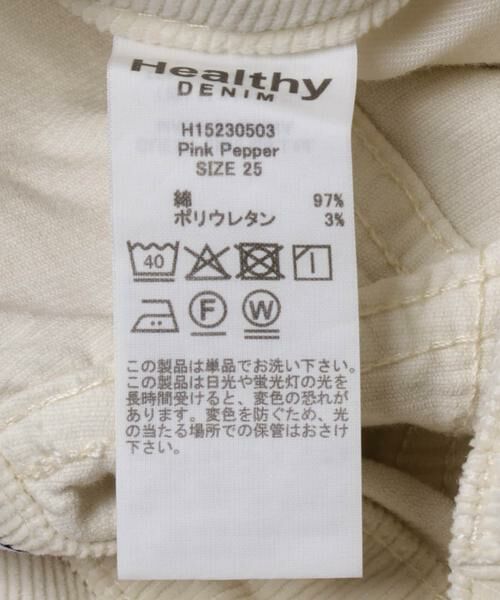 Healthy
DENIM
H15230503
Pink Pepper
SIZE 25
綿 97%
ポリウレタン 3%
40
F W
この製品は単品でお洗い下さい。
この製品は日光や蛍光灯の光を
長時間受けると、変色の恐れが
あります。変色を防ぐため、光
の当たる場所での保管はおさけ
下さい。